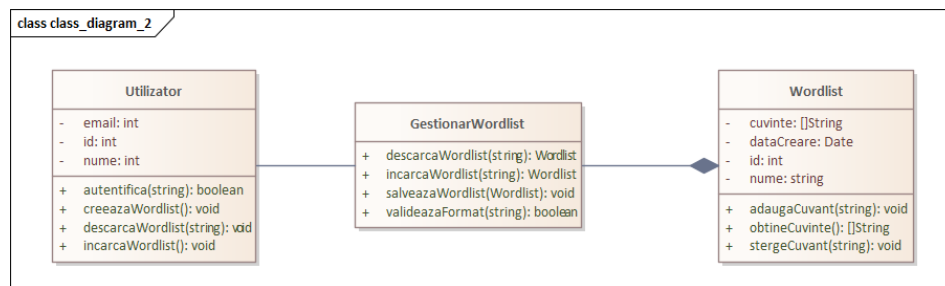 class class_diagram_2
Utilizator
- email: int
- id: int
- nume: int
+ autentifica(string): boolean
+ creeazaWordlist(): void
+ descarcaWordlist(string): void
+ incarcaWordlist(): void
GestionarWordlist
+ descarcaWordlist(string): Wordlist
+ incarcaWordlist(string): Wordlist
+ salveazaWordlist(Wordlist): void
+ valideazaFormat(string): boolean
Wordlist
- cuvinte: []String
- dataCreare: Date
- id: int
- nume: string
+ adaugaCuvant(string): void
+ obtineCuvinte(): []String
+ stergeCuvant(string): void